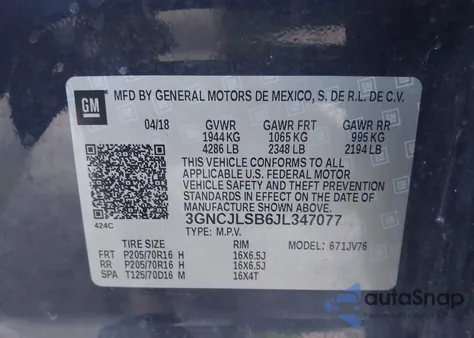 GM
MFD BY GENERAL MOTORS DE MEXICO, S. DE R.L. DE C.V.
04/18 GVWR GAWR FRT GAWR RR
1944 KG 1065 KG 995 KG
4286 LB 2348 LB 2194 LB
THIS VEHICLE CONFORMS TO ALL
APPLICABLE U.S. FEDERAL MOTOR
VEHICLE SAFETY AND THEFT PREVENTION
STANDARDS IN EFFECT ON THE DATE OF
MANUFACTURE SHOWN ABOVE.
424C
3GNCJLSB6JL347077
TYPE: M.P.V. MODEL: 671JV76
TIRE SIZE RIM
FRT P205/70R16 H 16X6.5J
RR P205/70R16 H 16X6.5J
SPA T125/70D16 M 16X4T
autaSnap